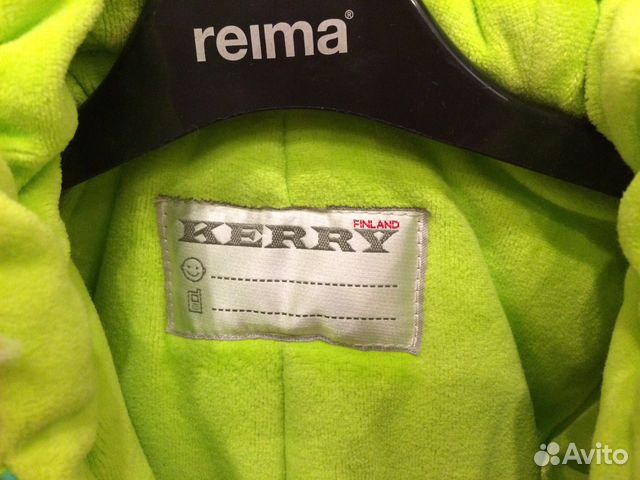 reima®
FINLAND
KERRY
Avito